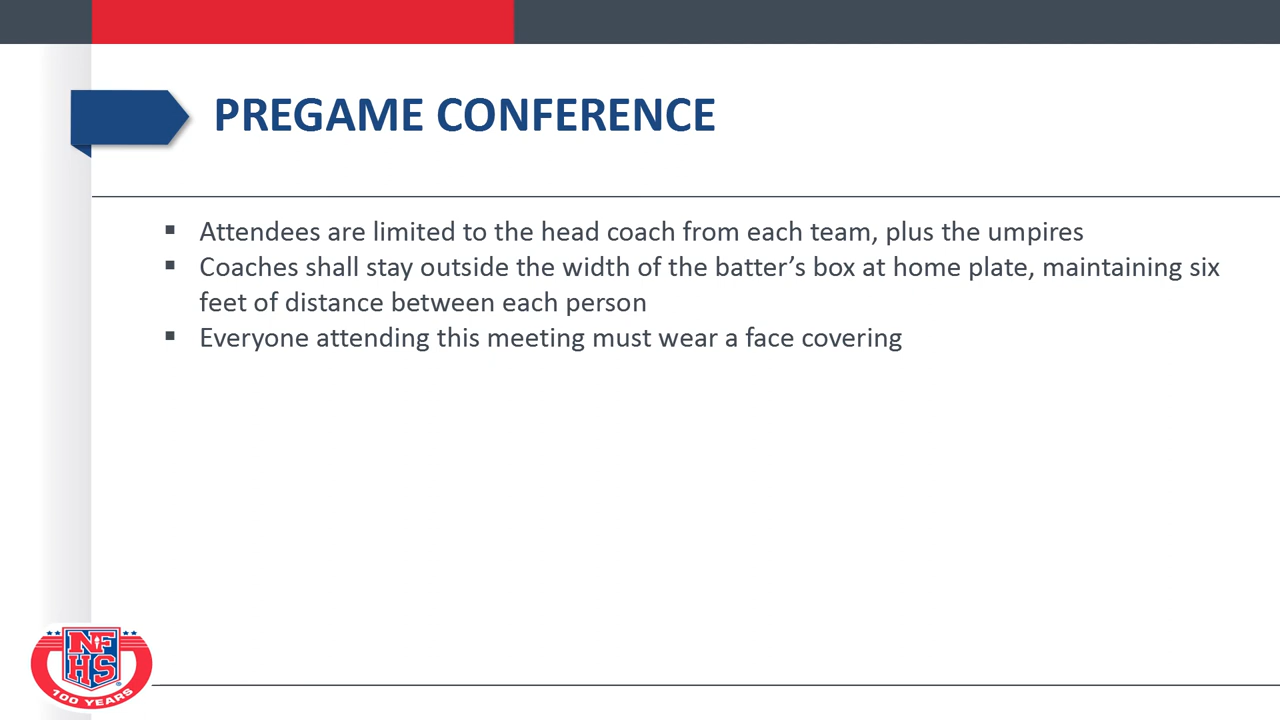 PREGAME CONFERENCE
▪ Attendees are limited to the head coach from each team, plus the umpires
▪ Coaches shall stay outside the width of the batter’s box at home plate, maintaining six
feet of distance between each person
▪ Everyone attending this meeting must wear a face covering
NF
HS
100 YEARS